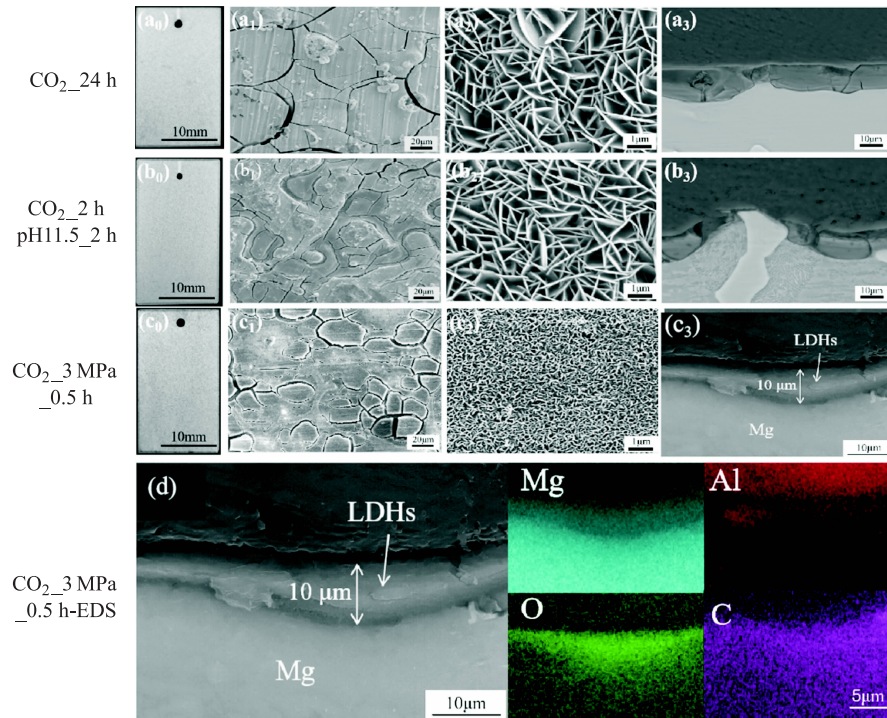 CO₂_24 h
(a₀)
10mm
(a₁)
20μm
(a₂)
1μm
(a₃)
10μm
CO₂_2 h
pH11.5_2 h
(b₀)
10mm
(b₁)
20μm
(b₂)
1μm
(b₃)
10μm
CO₂_3 MPa
_0.5 h
(c₀)
10mm
(c₁)
20μm
1μm
(c₃)
LDHs
10 μm
Mg
10μm
CO₂_3 MPa
_0.5 h-EDS
(d)
LDHs
10 μm
Mg
10μm
Mg
Al
O
C
5μm